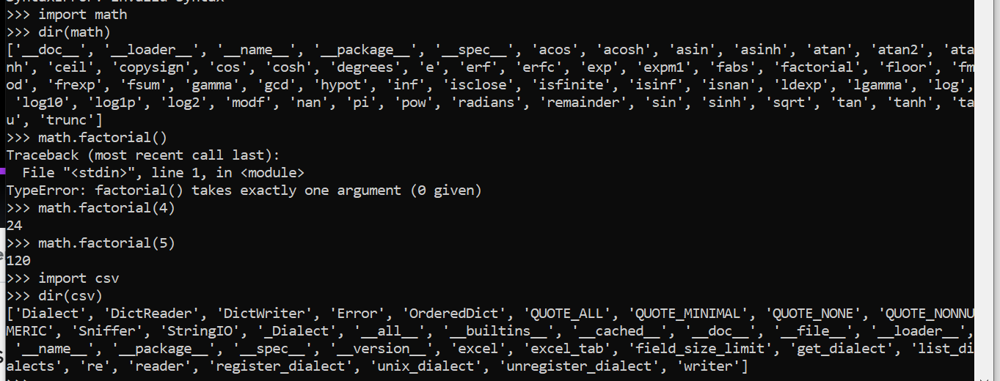 >>> import math
>>> dir(math)
['__doc__', '__loader__', '__name__', '__package__', '__spec__', 'acos', 'acosh', 'asin', 'asinh', 'atan', 'atan2', 'ata
nh', 'ceil', 'copysign', 'cos', 'cosh', 'degrees', 'e', 'erf', 'erfc', 'exp', 'expm1', 'fabs', 'factorial', 'floor', 'fm
od', 'frexp', 'fsum', 'gamma', 'gcd', 'hypot', 'inf', 'isclose', 'isfinite', 'isinf', 'isnan', 'ldexp', 'lgamma', 'log',
 'log10', 'log1p', 'log2', 'modf', 'nan', 'pi', 'pow', 'radians', 'remainder', 'sin', 'sinh', 'sqrt', 'tan', 'tanh', 'ta
u', 'trunc']
>>> math.factorial()
Traceback (most recent call last):
  File "<stdin>", line 1, in <module>
TypeError: factorial() takes exactly one argument (0 given)
>>> math.factorial(4)
24
>>> math.factorial(5)
120
>>> import csv
>>> dir(csv)
['Dialect', 'DictReader', 'DictWriter', 'Error', 'OrderedDict', 'QUOTE_ALL', 'QUOTE_MINIMAL', 'QUOTE_NONE', 'QUOTE_NONNU
MERIC', 'Sniffer', 'StringIO', '_Dialect', '__all__', '__builtins__', '__cached__', '__doc__', '__file__', '__loader__',
 '__name__', '__package__', '__spec__', '__version__', 'excel', 'excel_tab', 'field_size_limit', 'get_dialect', 'list_di
alects', 're', 'reader', 'register_dialect', 'unix_dialect', 'unregister_dialect', 'writer']